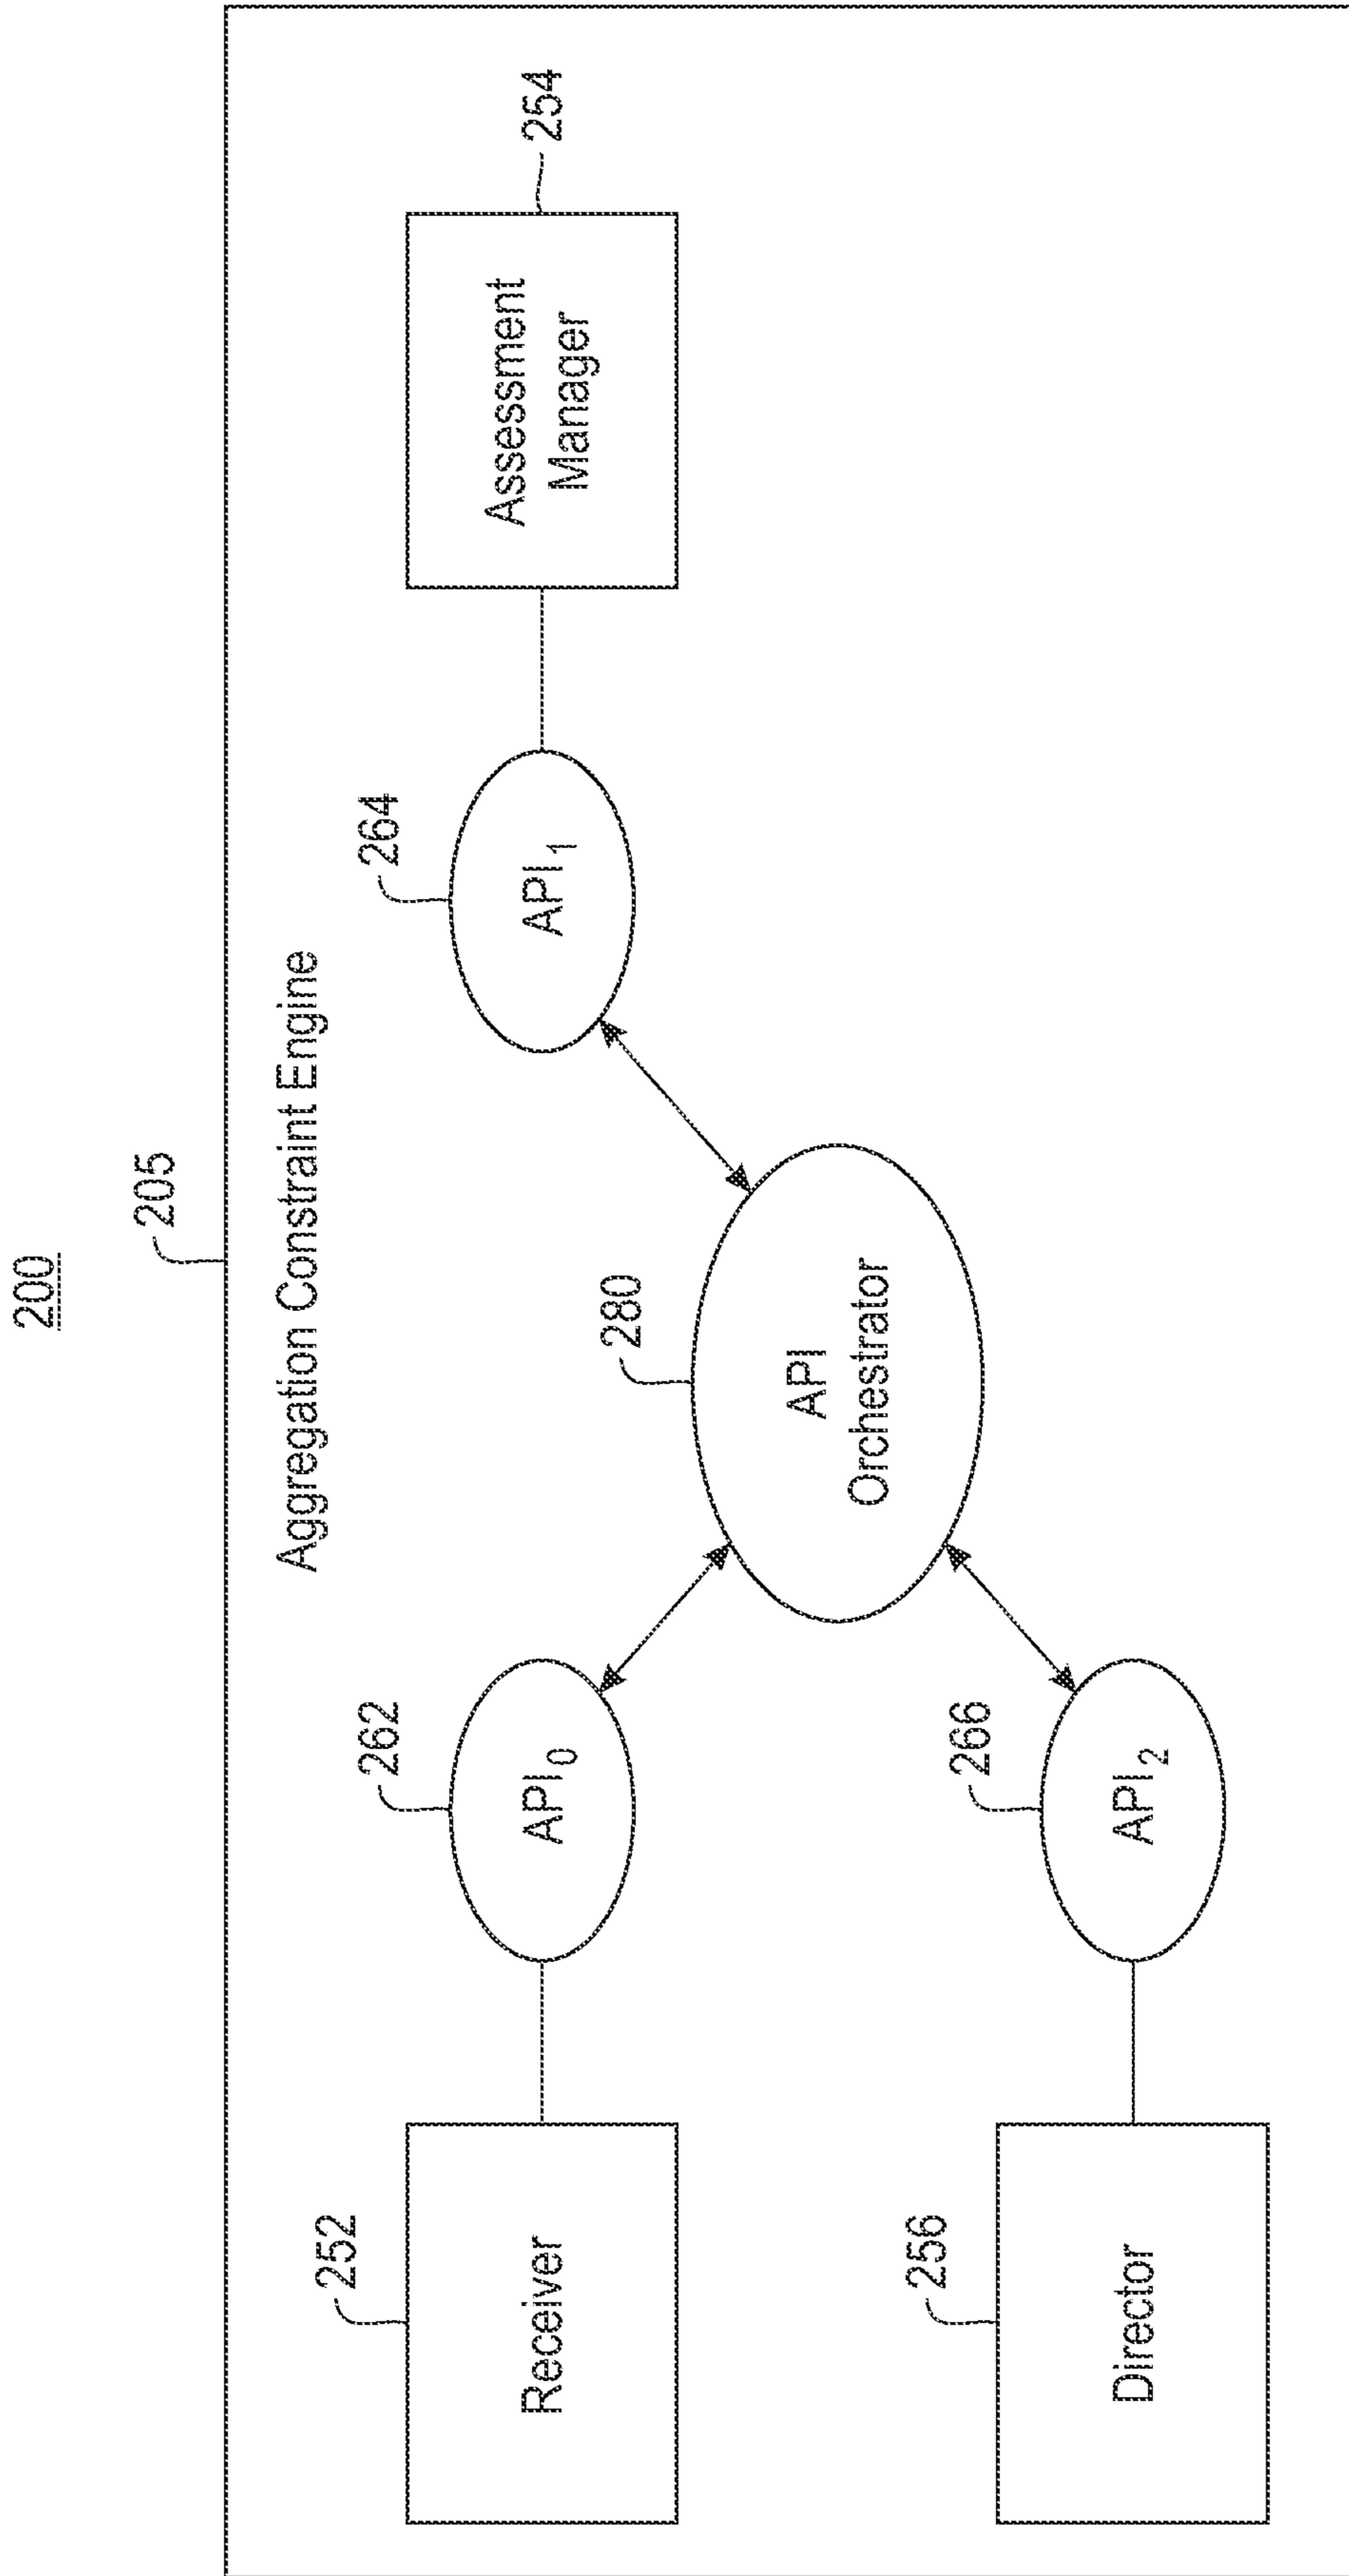 200
205
Aggregation Constraint Engine
252
Receiver
262
API0
264
API1
254
Assessment
Manager
280
API
Orchestrator
256
Director
266
API2